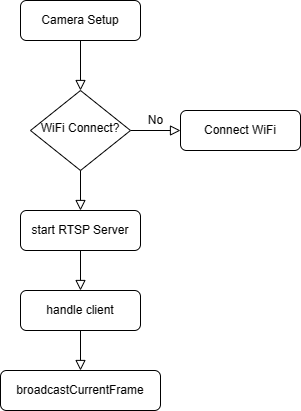 Camera Setup
WiFi Connect?
No
Connect WiFi
start RTSP Server
handle client
broadcastCurrentFrame